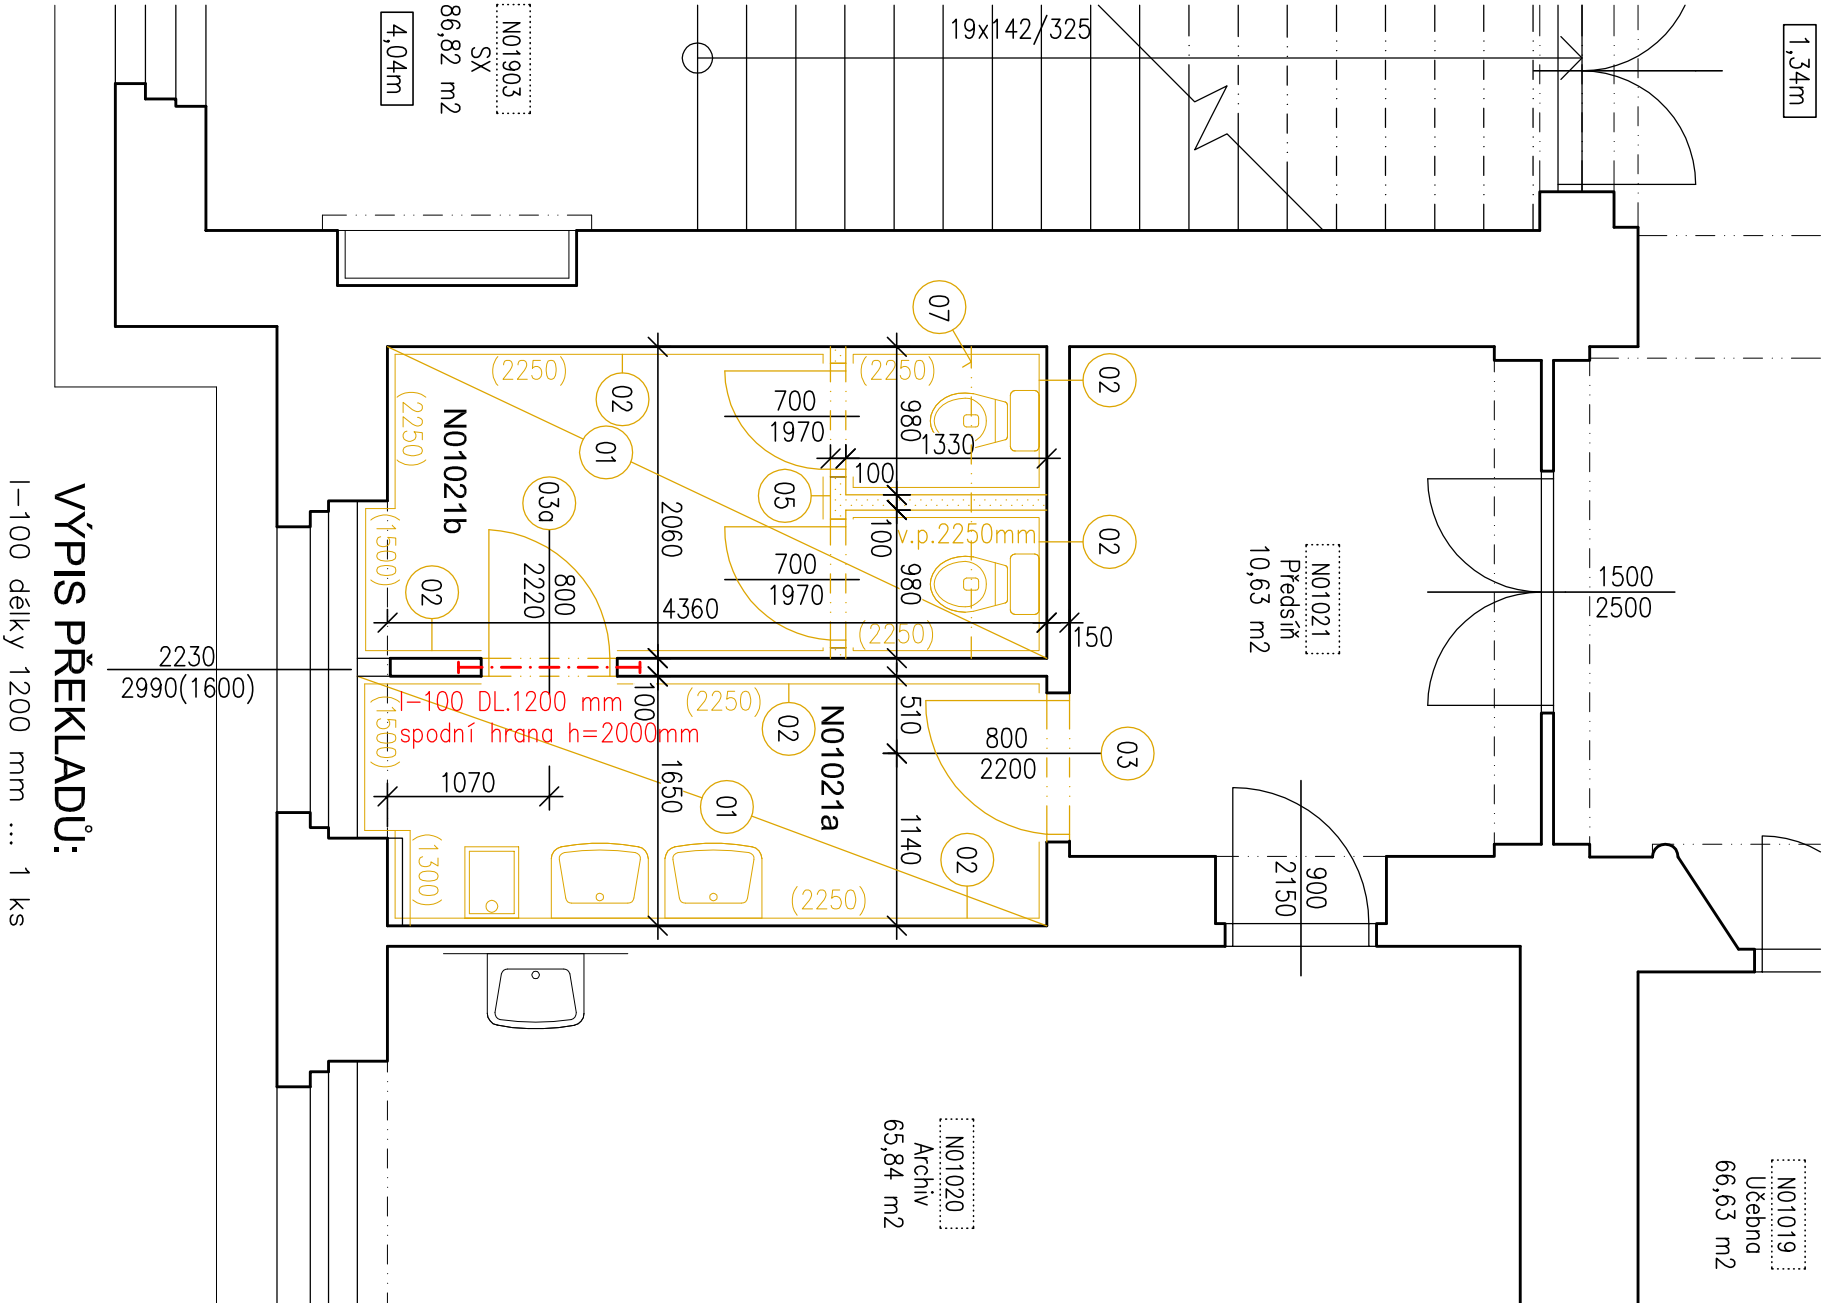 19x142/325
1,34m
N01903
SX
86,82 m2
4,04m
07
(2250)
02
(2250)
02
700
1970
980
1330
100
01
(2250)
N01021b
03a
05
2060
100
v.p.2250mm
02
(1500)
02
800
2220
700
1970
980
4360
(2250)
150
N01021
Předsíň
10,63 m2
1500
2500
2230
2990(1600)
I-100 DL.1200 mm
spodní hrana h=2000mm
100
(2250)
02
510
N01021a
800
2200
03
(1500)
1070
1650
01
1140
02
(1300)
(2250)
900
2150
VÝPIS PŘEKLADŮ:
I-100 délky 1200 mm ... 1 ks
N01020
Archiv
65,84 m2
N01019
Učebna
66,63 m2